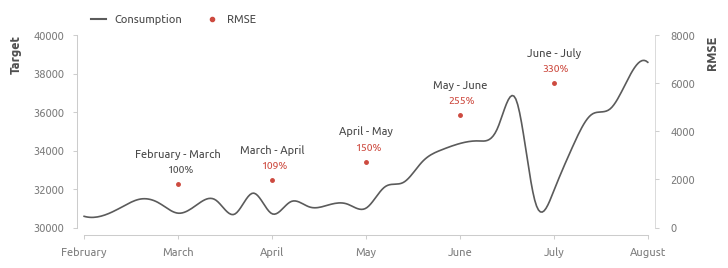 Consumption RMSE
Target
RMSE
40000
38000
36000
34000
32000
30000
8000
6000
4000
2000
0
February - March
100%
March - April
109%
April - May
150%
May - June
255%
June - July
330%
February March April May June July August